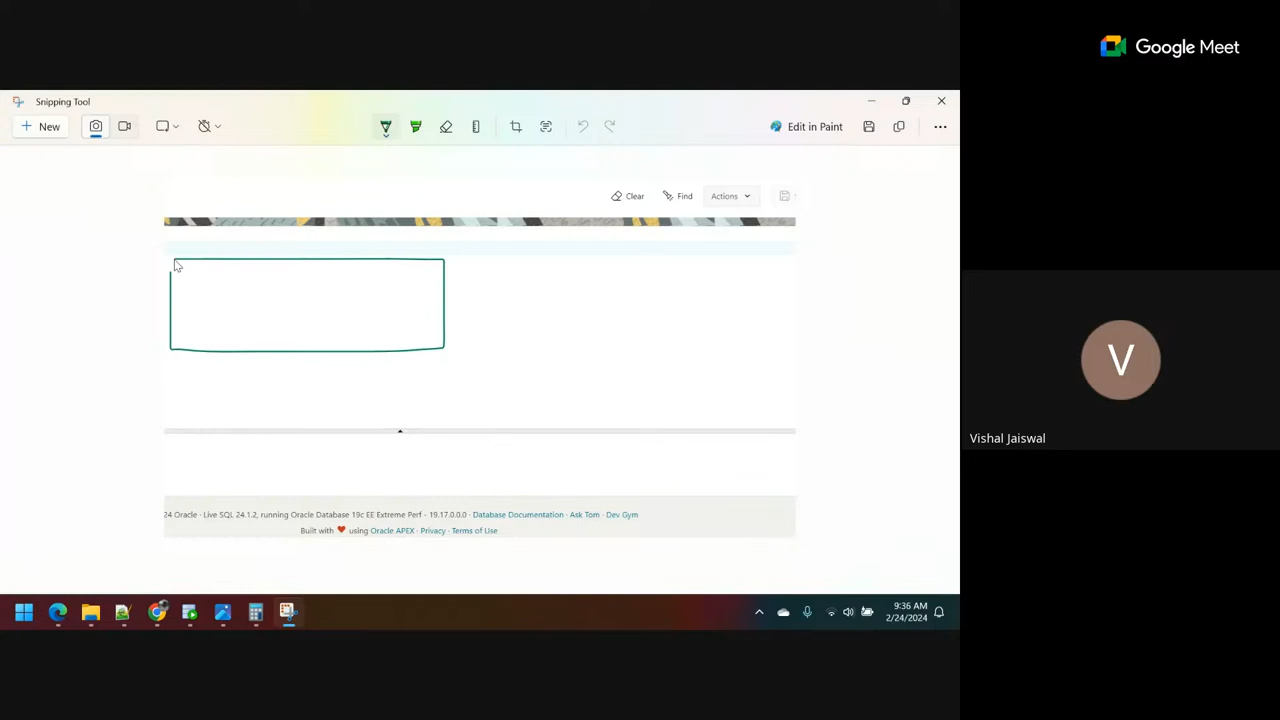 Google Meet
Snipping Tool
New
Edit in Paint
Clear
Find
Actions
V
Vishal Jaiswal
24 Oracle · Live SQL 24.1.2, running Oracle Database 19c EE Extreme Perf - 19.17.0.0.0 · Database Documentation · Ask Tom · Dev Gym
Built with ❤ using Oracle APEX · Privacy · Terms of Use
9:36 AM
2/24/2024